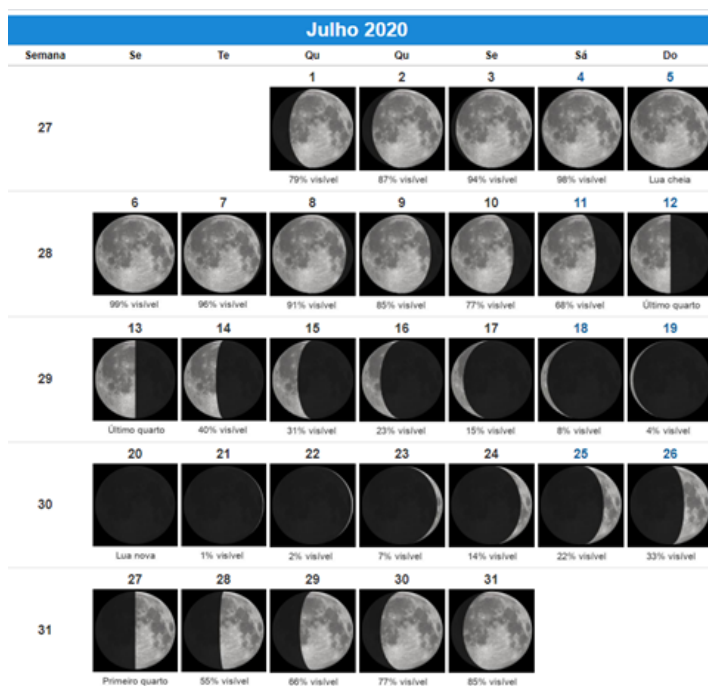 Julho 2020
Semana Se Te Qu Qu Se Sá Do
1 2 3 4 5
27
79% visível 87% visível 94% visível 98% visível Lua cheia
6 7 8 9 10 11 12
28
99% visível 96% visível 91% visível 85% visível 77% visível 68% visível Último quarto
13 14 15 16 17 18 19
29
Último quarto 40% visível 31% visível 23% visível 15% visível 8% visível 4% visível
20 21 22 23 24 25 26
30
Lua nova 1% visível 2% visível 7% visível 14% visível 22% visível 33% visível
27 28 29 30 31
31
Primeiro quarto 55% visível 66% visível 77% visível 85% visível